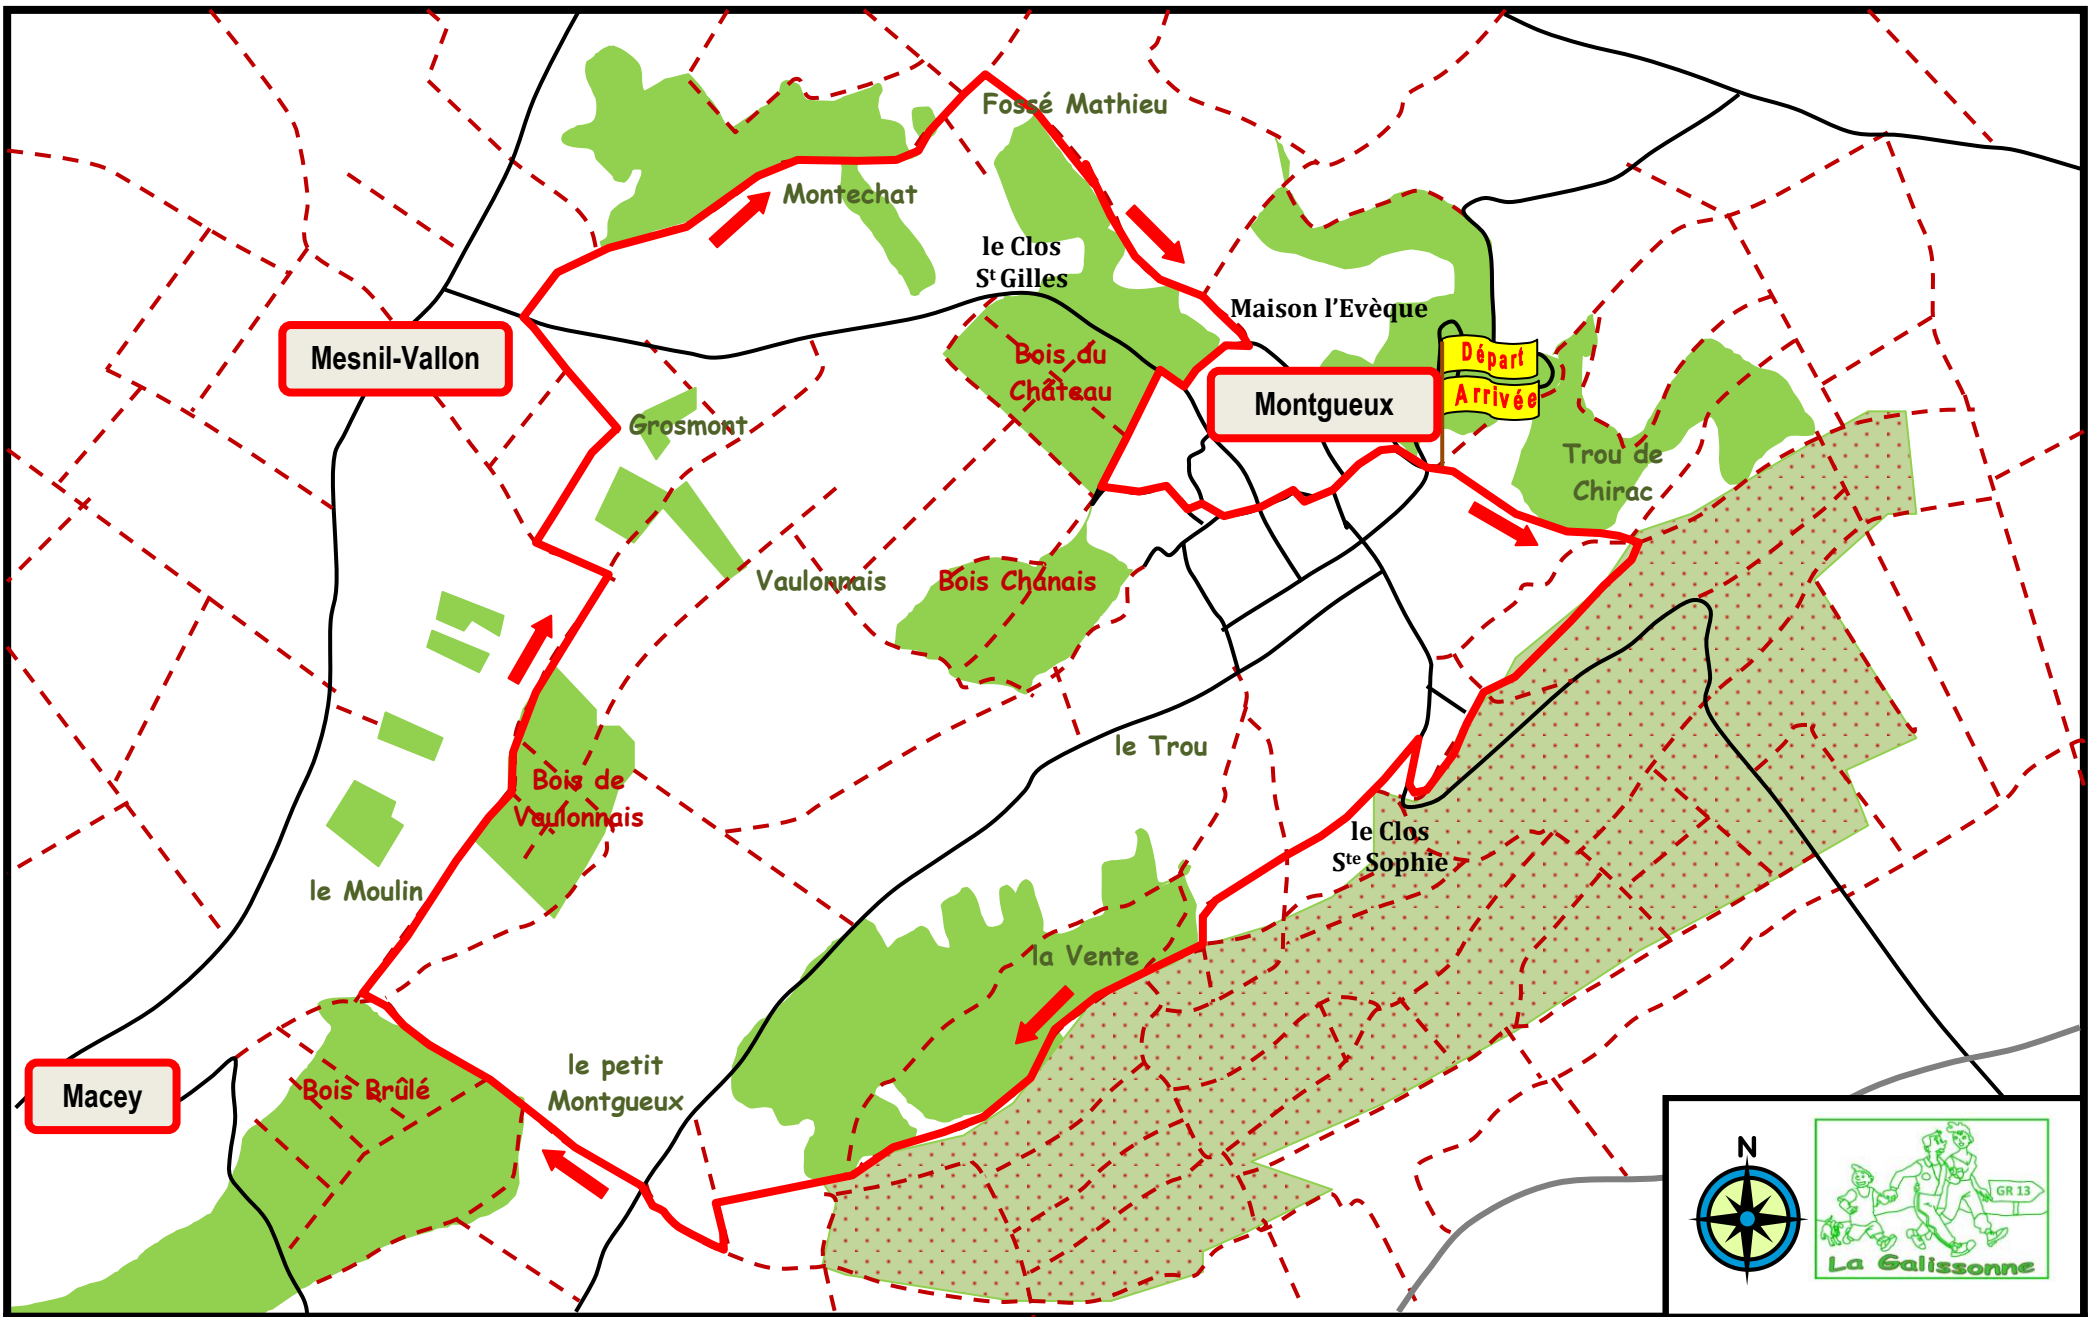 Fossé Mathieu
Montechat
le Clos
Sᵗ Gilles
Maison l'Evèque
Mesnil-Vallon
Bois du
Château
Départ
Arrivée
Montgueux
Grosmont
Trou de
Chirac
Vaulonnais
Bois Chanais
le Trou
Bois de
Vaulonnais
le Clos
Sᵗᵉ Sophie
le Moulin
la Vente
le petit
Montgueux
Bois Brûlé
Macey
N
GR 13
La Galissonne